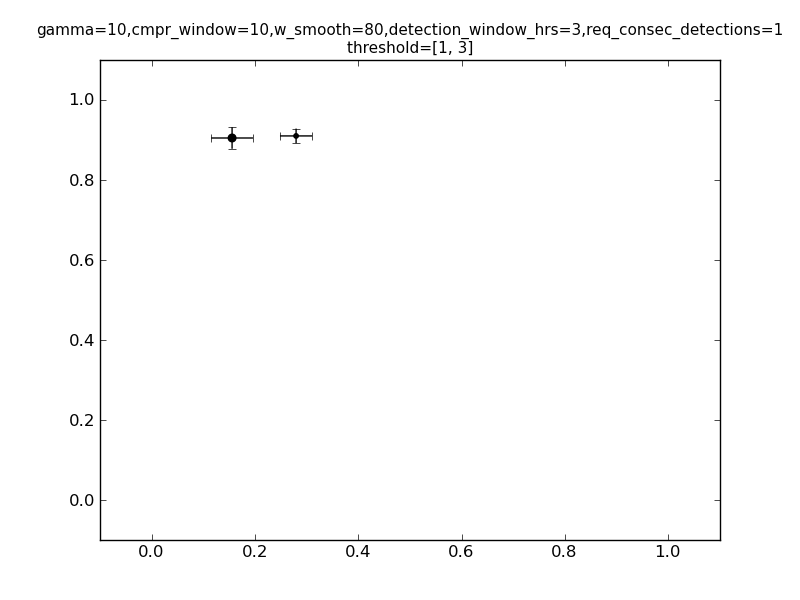 gamma=10,cmpr_window=10,w_smooth=80,detection_window_hrs=3,req_consec_detections=1
threshold=[1, 3]
1.0
0.8
0.6
0.4
0.2
0.0
0.0 0.2 0.4 0.6 0.8 1.0